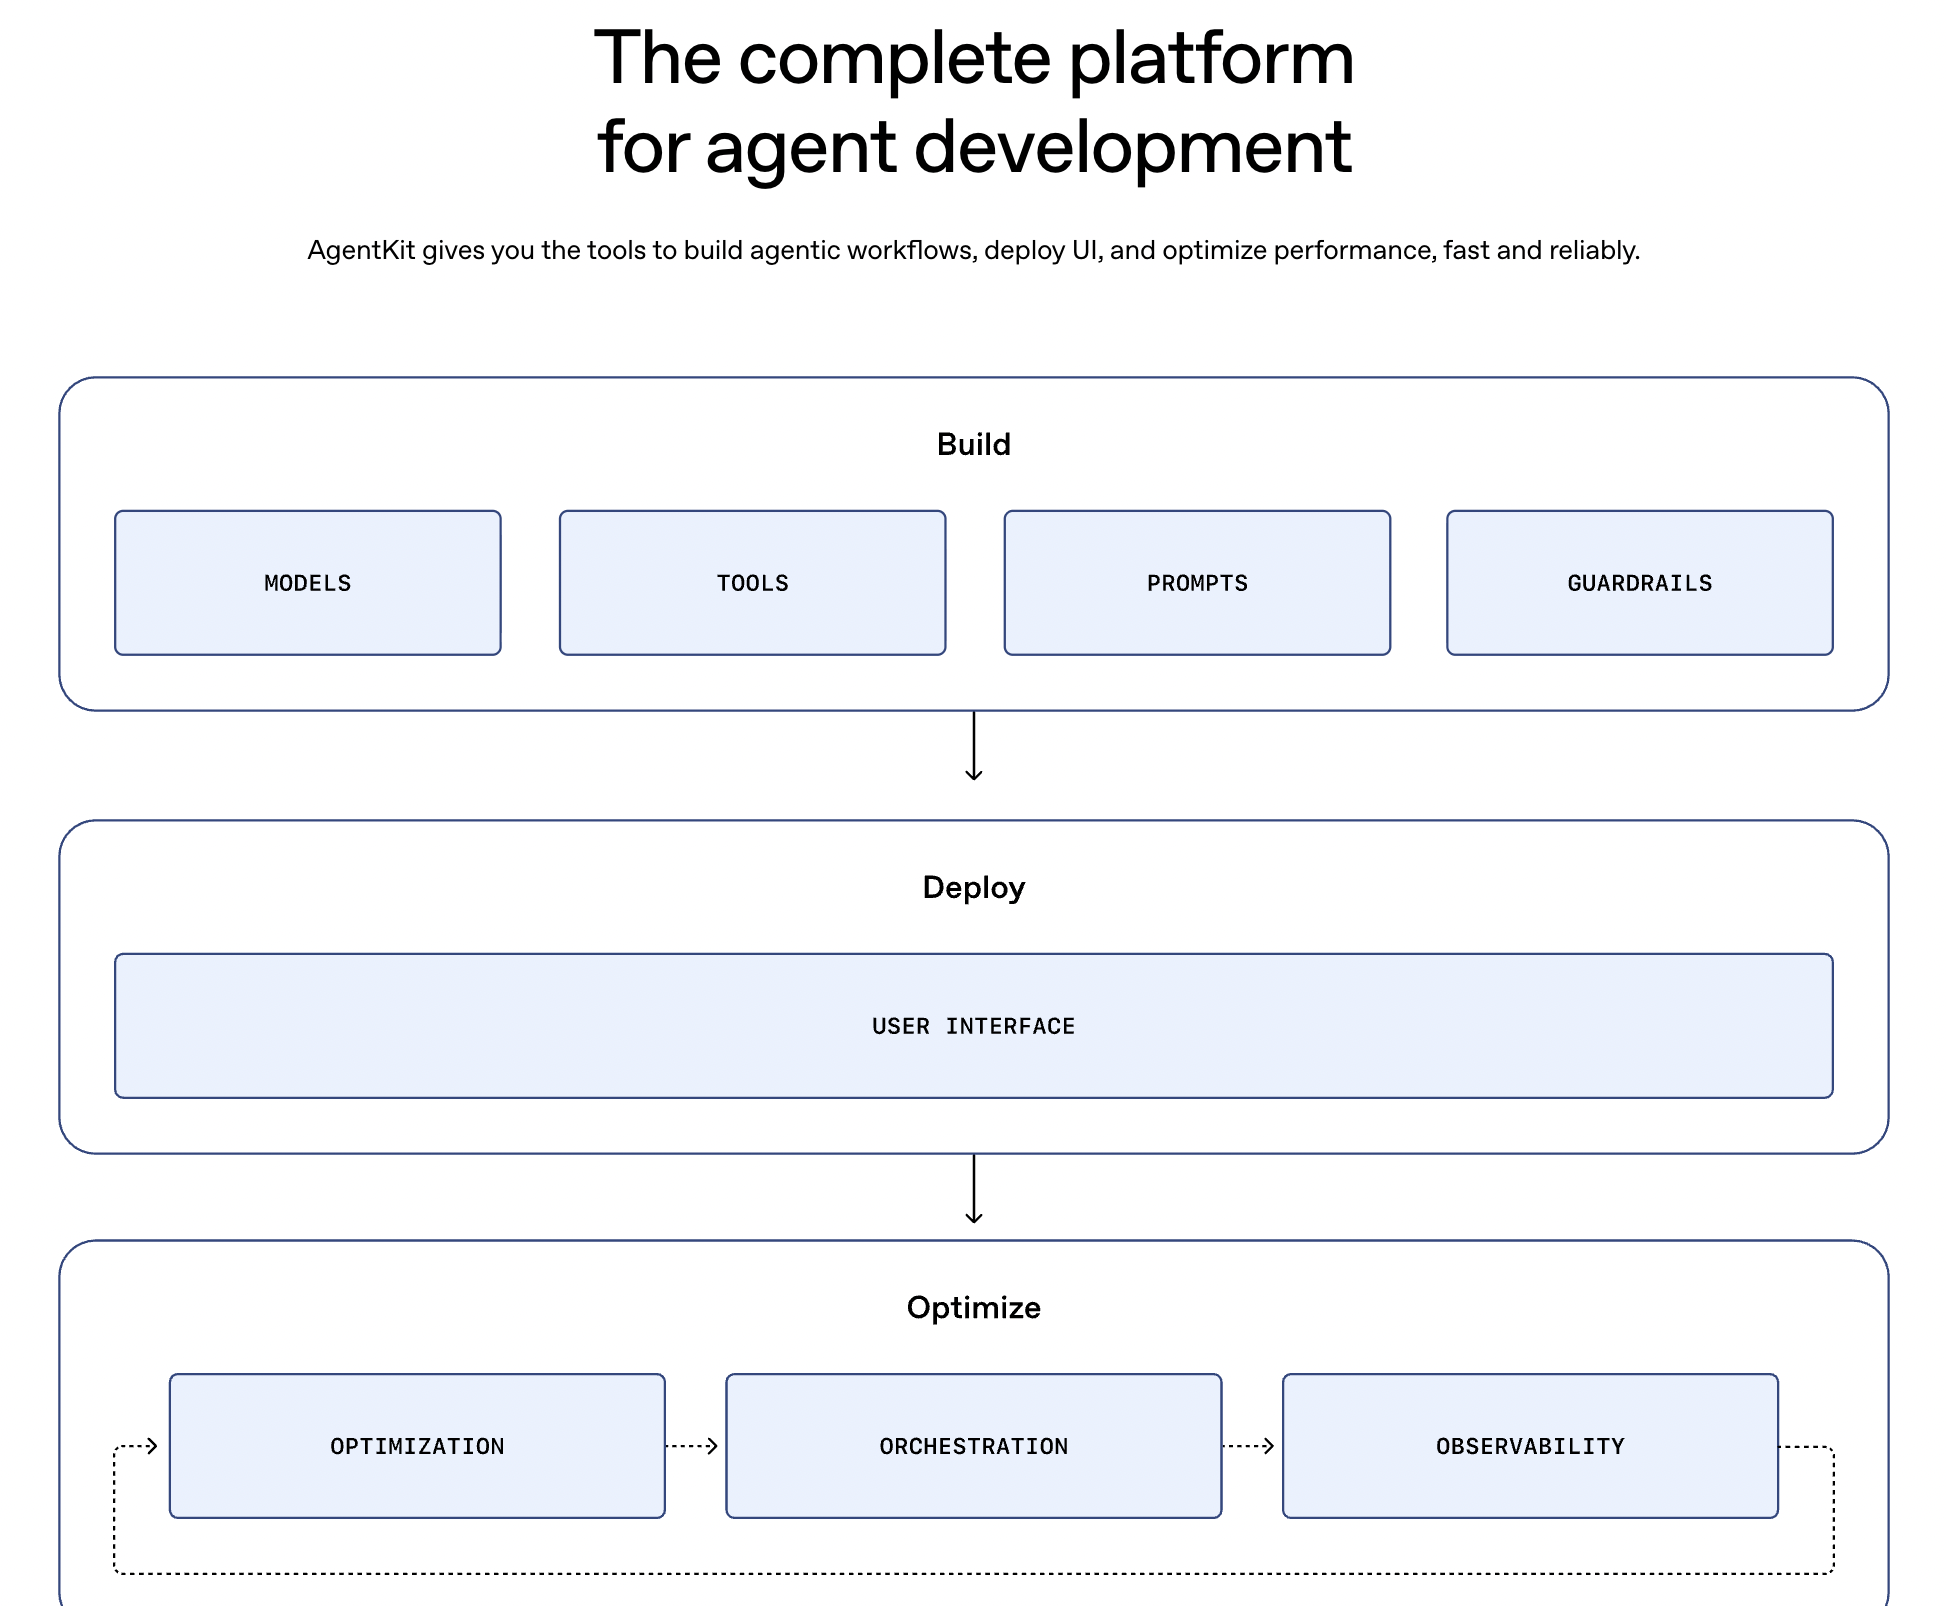 The complete platform
for agent development
AgentKit gives you the tools to build agentic workflows, deploy UI, and optimize performance, fast and reliably.
Build
MODELS
TOOLS
PROMPTS
GUARDRAILS
Deploy
USER INTERFACE
Optimize
OPTIMIZATION
ORCHESTRATION
OBSERVABILITY